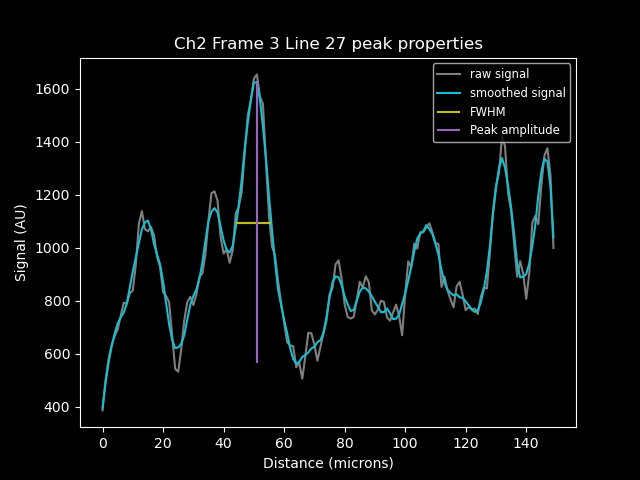 Ch2 Frame 3 Line 27 peak properties
raw signal
smoothed signal
FWHM
Peak amplitude
Signal (AU)
1600
1400
1200
1000
800
600
400
0 20 40 60 80 100 120 140
Distance (microns)